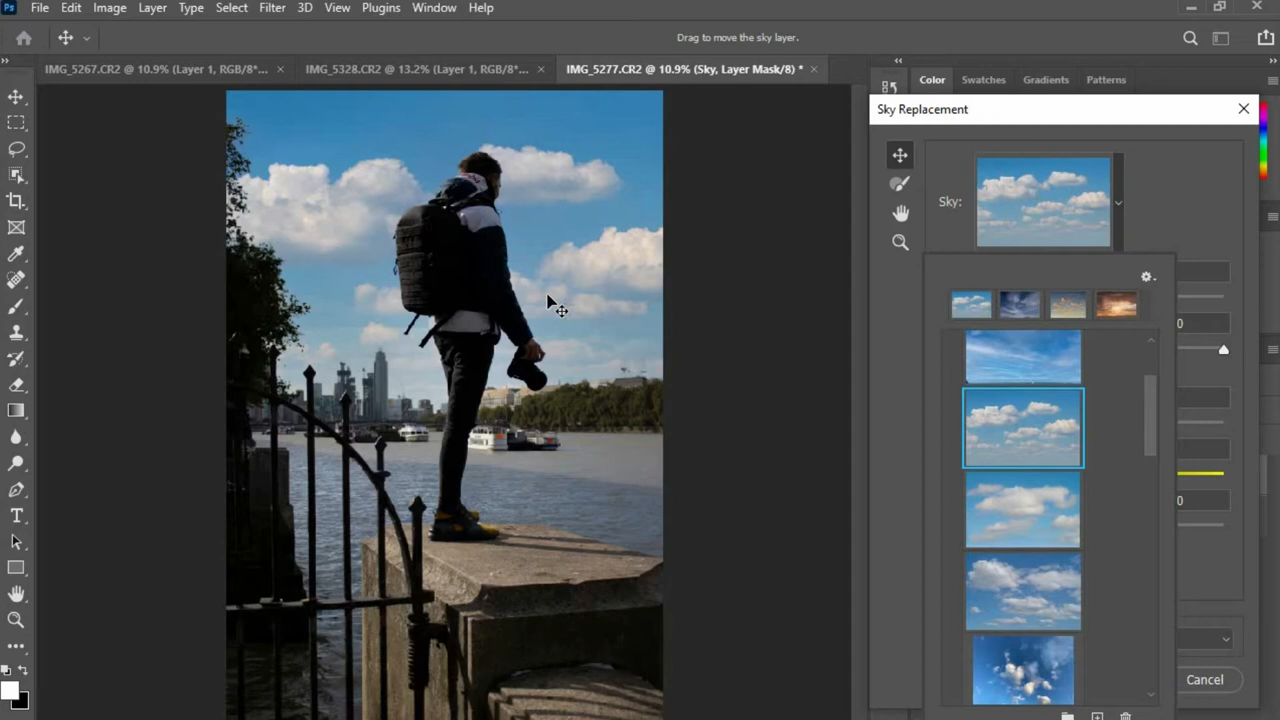 Ps File Edit Image Layer Type Select Filter 3D View Plugins Window Help
Drag to move the sky layer.
IMG_5267.CR2 @ 10.9% (Layer 1, RGB/8*...
IMG_5328.CR2 @ 13.2% (Layer 1, RGB/8*...
IMG_5277.CR2 @ 10.9% (Sky, Layer Mask/8) *
Color Swatches Gradients Patterns
Sky Replacement
Sky:
0
0
Cancel